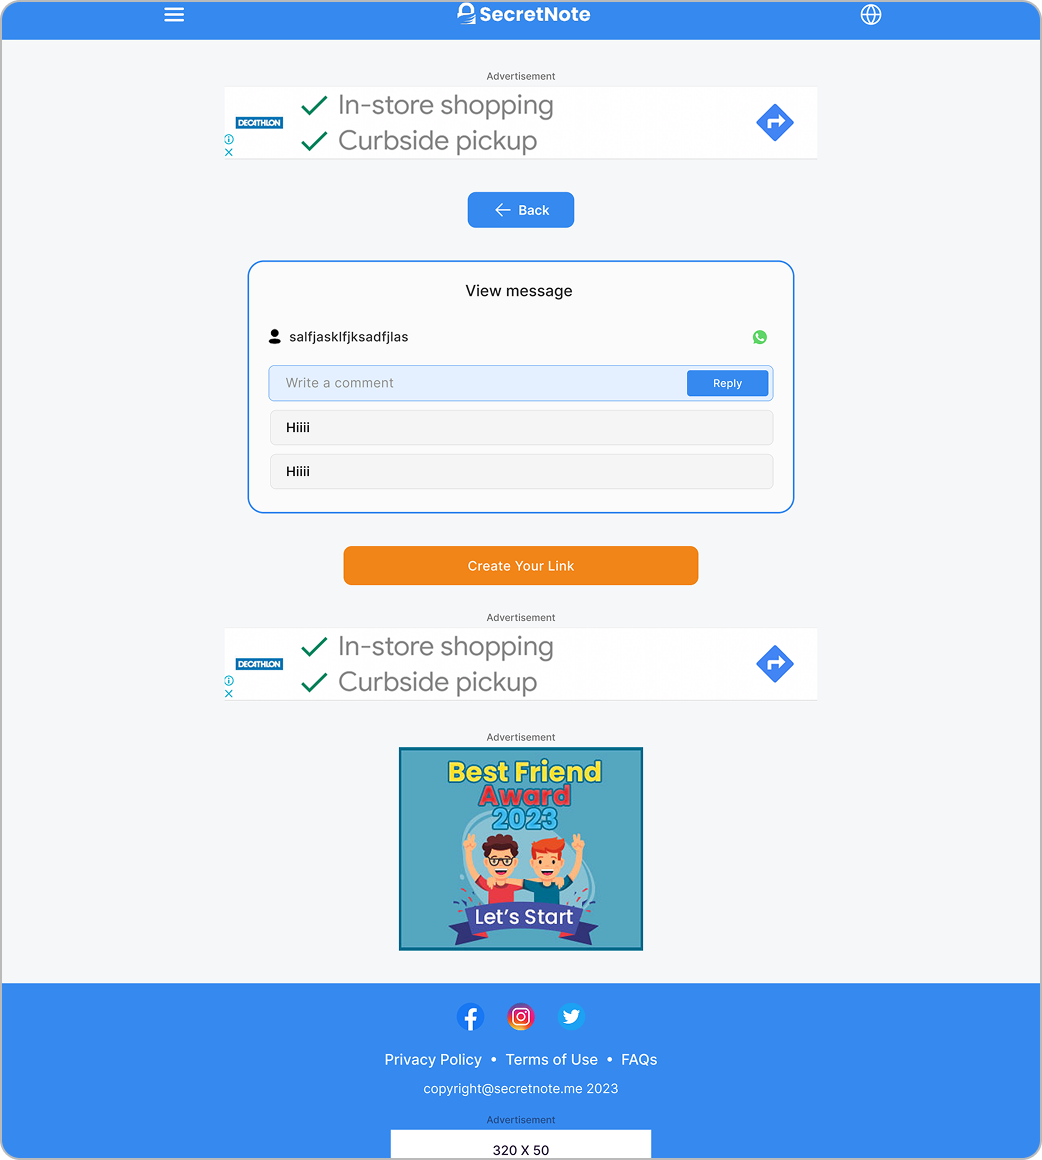 SecretNote
Advertisement
DECATHLON
In-store shopping
Curbside pickup
Back
View message
salfjasklfjksadfjlas
Write a comment
Reply
Hiiii
Hiiii
Create Your Link
Advertisement
DECATHLON
In-store shopping
Curbside pickup
Advertisement
Best Friend
Award
2023
Let's Start
Privacy Policy • Terms of Use • FAQs
copyright@secretnote.me 2023
Advertisement
320 X 50